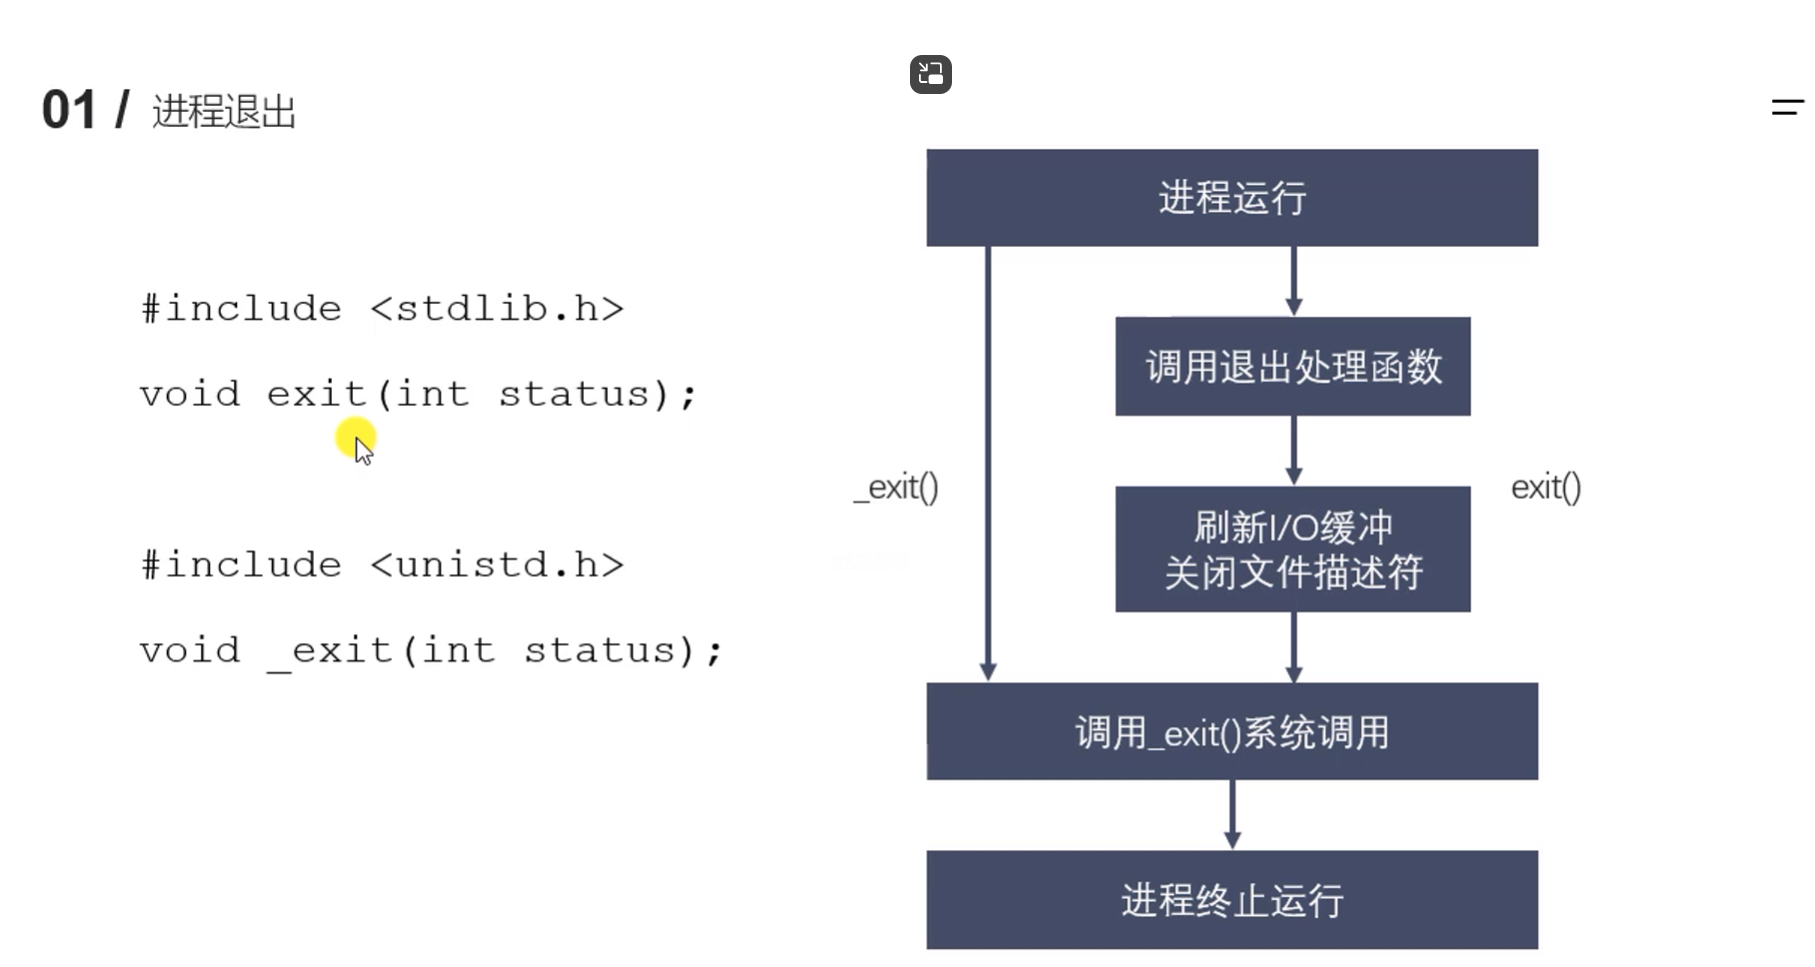 01 / 进程退出
#include <stdlib.h>
void exit(int status);
#include <unistd.h>
void _exit(int status);
进程运行
调用退出处理函数
_exit()
刷新I/O缓冲
关闭文件描述符
exit()
调用_exit()系统调用
进程终止运行